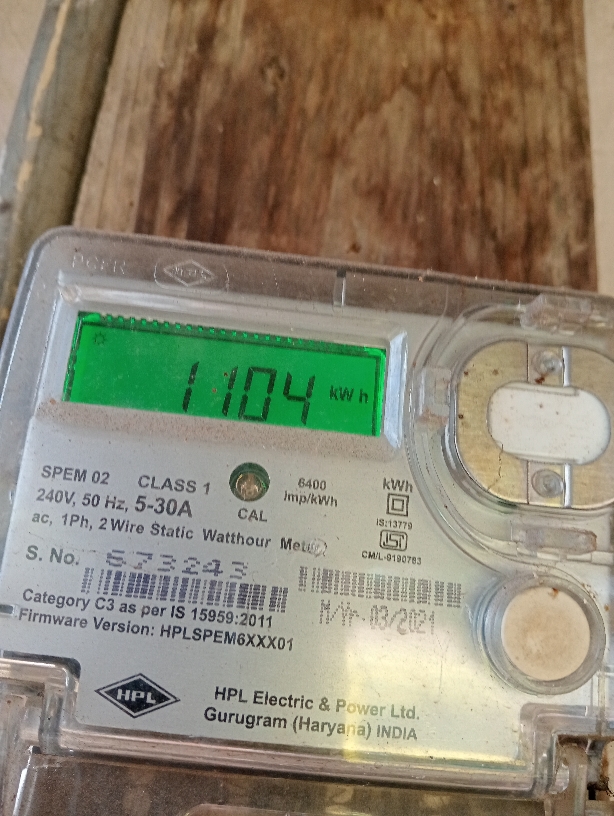 1104 kWh
SPEM 02 CLASS 1 6400 imp/kWh kWh
240V, 50 Hz, 5-30A CAL IS:13779
ac, 1Ph, 2 Wire Static Watthour Meter
CM/L-9190783
S. No. 673243
M/Yr. 03/2021
Category C3 as per IS 15959:2011
Firmware Version: HPLSPEM6XXX01
HPL
HPL Electric & Power Ltd.
Gurugram (Haryana) INDIA